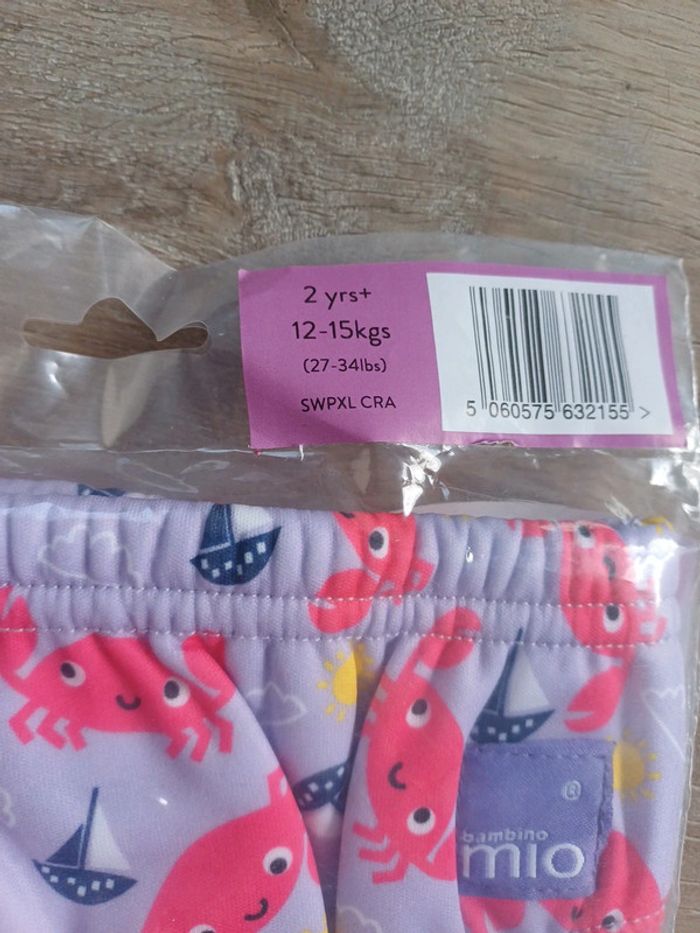 2 yrs+
12-15kgs
(27-34lbs)
SWPXL CRA
5 060575 632155 >
®
bambino
mio